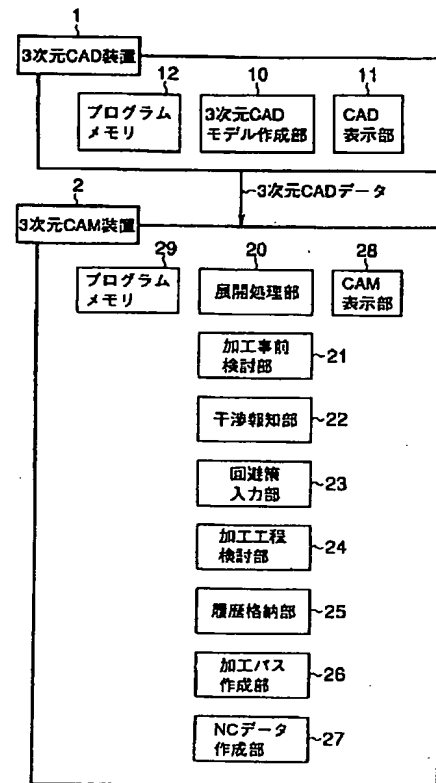 1
3次元CAD装置
12
10
11
プログラム
メモリ
3次元CAD
モデル作成部
CAD
表示部
2
3次元CADデータ
3次元CAM装置
29
20
28
プログラム
メモリ
展開処理部
CAM
表示部
加工事前
検討部
21
干渉報知部
22
回避策
入力部
23
加工工程
検討部
24
履歴格納部
25
加工パス
作成部
26
NCデータ
作成部
27